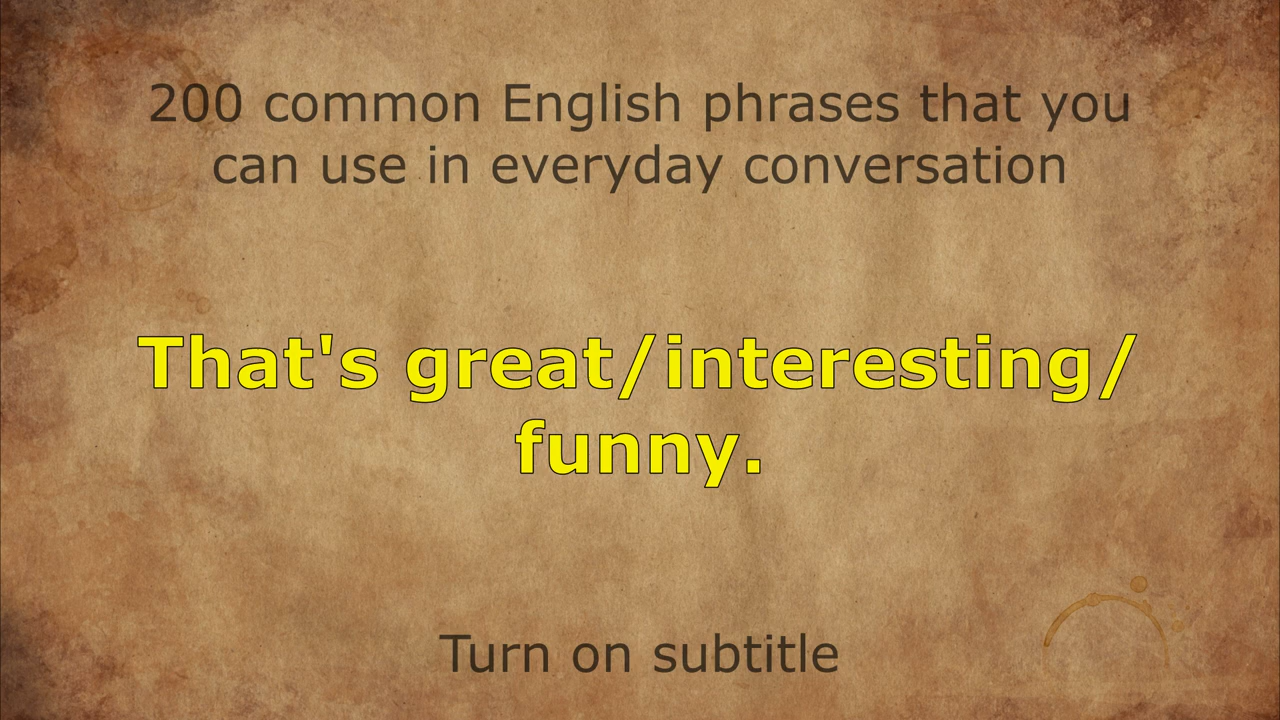 200 common English phrases that you
can use in everyday conversation
That's great/interesting/
funny.
Turn on subtitle